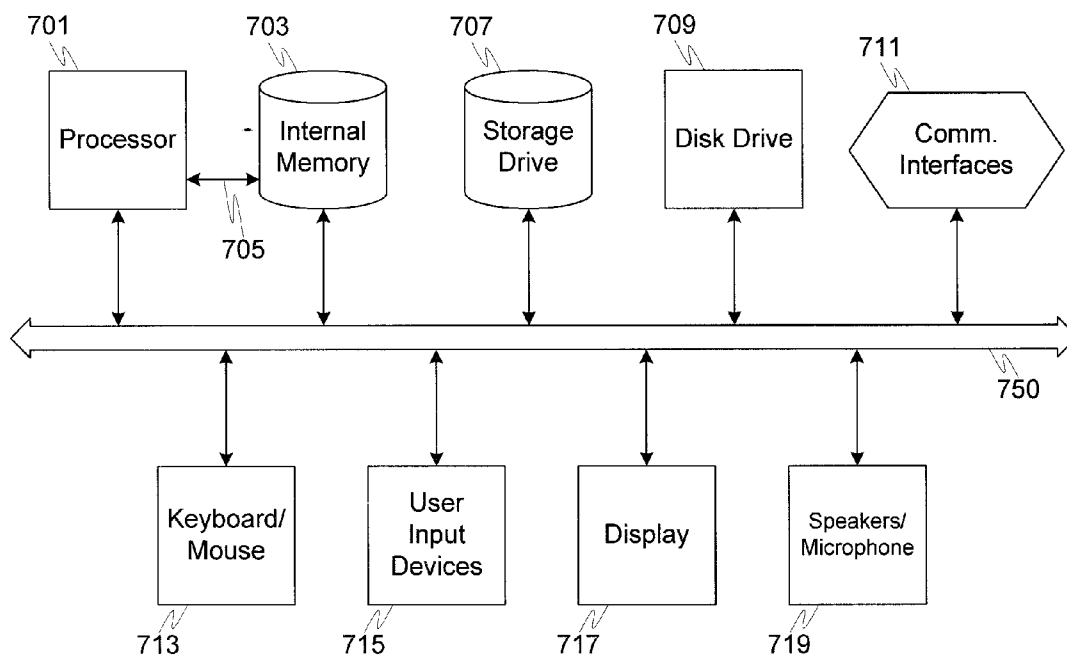 701
703
707
709
711
Processor
Internal
Memory
Storage
Drive
Disk Drive
Comm.
Interfaces
705
750
Keyboard/
Mouse
User
Input
Devices
Display
Speakers/
Microphone
713
715
717
719